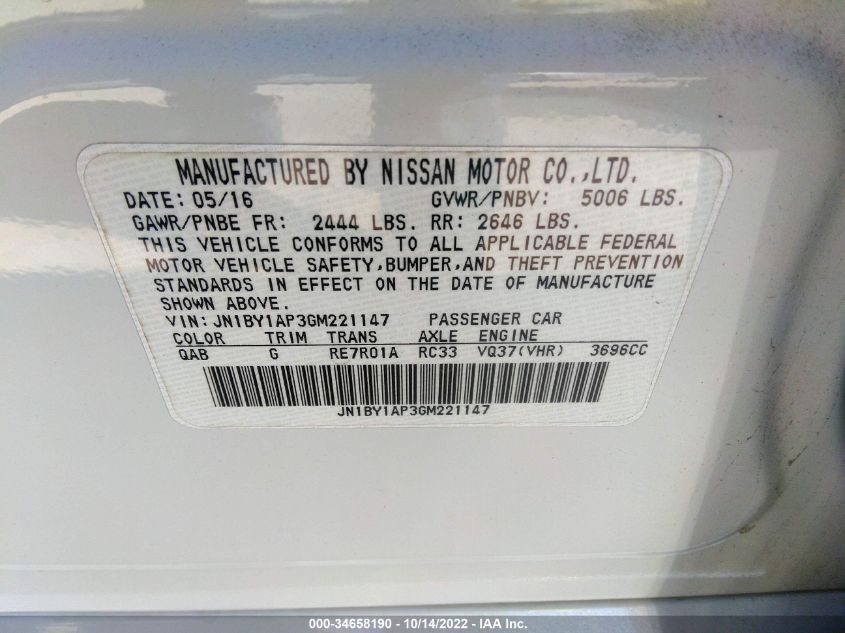 MANUFACTURED BY NISSAN MOTOR CO.,LTD.
DATE: 05/16 GVWR/PNBV: 5006 LBS.
GAWR/PNBE FR: 2444 LBS. RR: 2646 LBS.
THIS VEHICLE CONFORMS TO ALL APPLICABLE FEDERAL
MOTOR VEHICLE SAFETY,BUMPER,AND THEFT PREVENTION
STANDARDS IN EFFECT ON THE DATE OF MANUFACTURE
SHOWN ABOVE.
VIN:JN1BY1AP3GM221147 PASSENGER CAR
COLOR TRIM TRANS AXLE ENGINE
QAB G RE7R01A RC33 VQ37(VHR) 3696CC
JN1BY1AP3GM221147
000-34658190 - 10/14/2022 - IAA Inc.